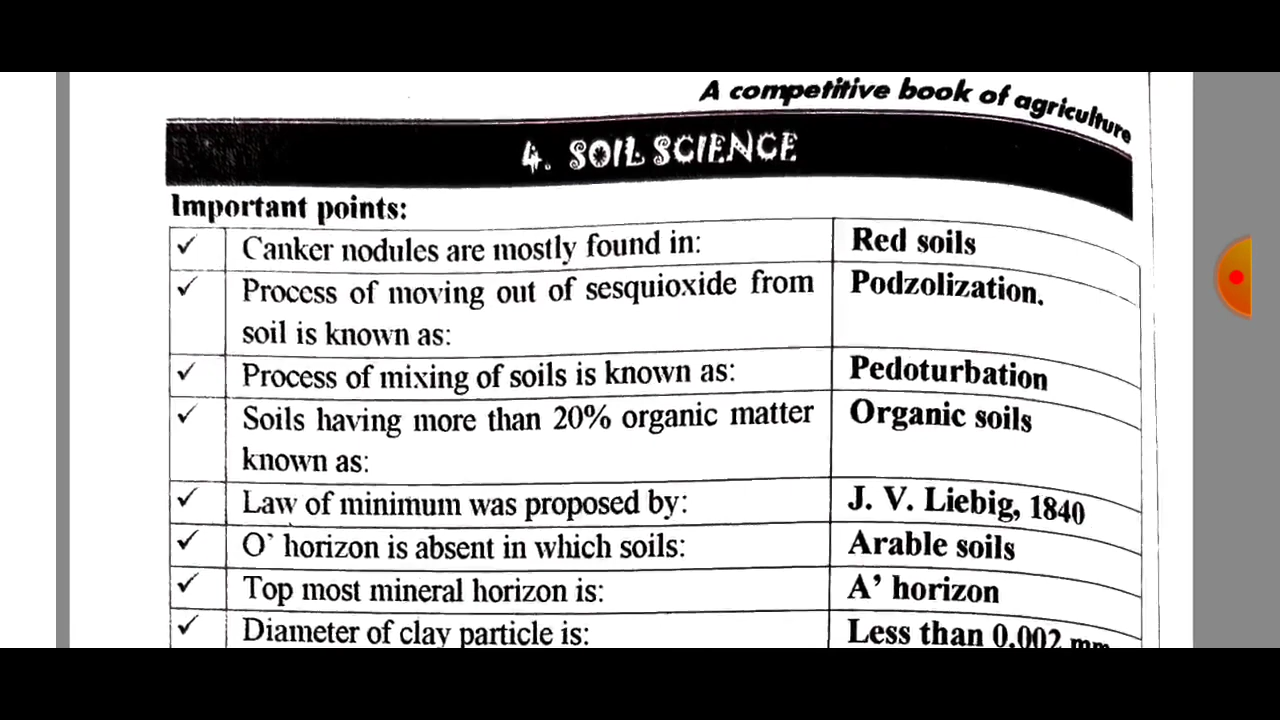 A competitive book of agriculture
4. SOIL SCIENCE
Important points:
✓ Canker nodules are mostly found in: Red soils
✓ Process of moving out of sesquioxide from Podzolization.
soil is known as:
✓ Process of mixing of soils is known as: Pedoturbation
✓ Soils having more than 20% organic matter Organic soils
known as:
✓ Law of minimum was proposed by: J. V. Liebig, 1840
✓ O' horizon is absent in which soils: Arable soils
✓ Top most mineral horizon is: A' horizon
✓ Diameter of clay particle is: Less than 0.002 mm